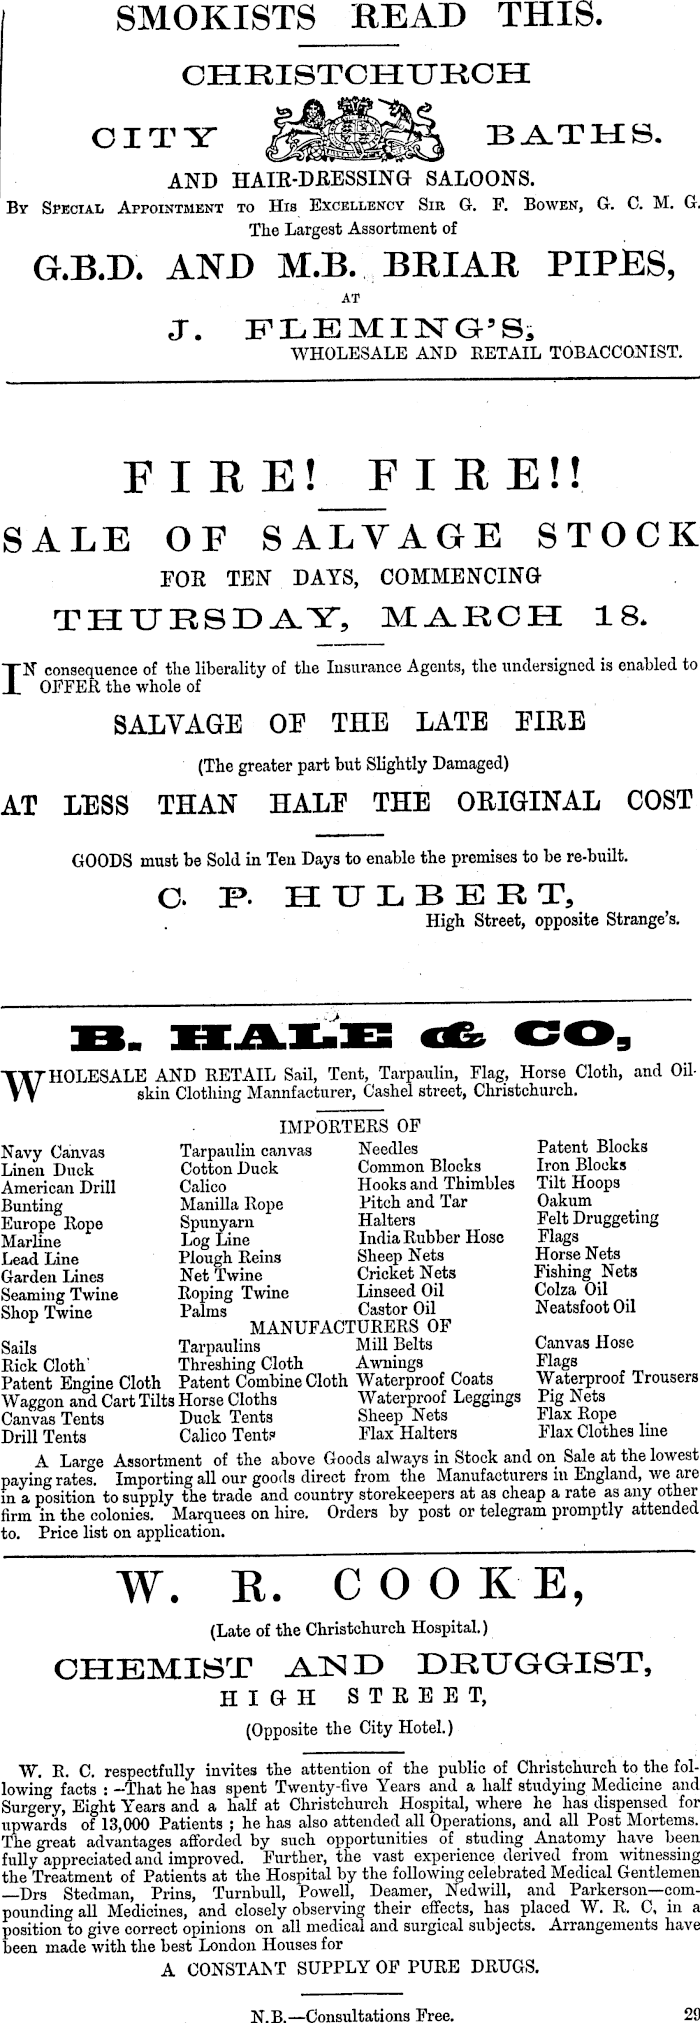 SMOKISTS READ THIS.
CHRISTCHURCH
CITY BATHS.
AND HAIR-DRESSING SALOONS.
BY SPECIAL APPOINTMENT TO HIS EXCELLENCY SIR G. F. BOWEN, G. C. M. G.
The Largest Assortment of
G.B.D. AND M.B. BRIAR PIPES,
AT
J. FLEMING'S,
WHOLESALE AND RETAIL TOBACCONIST.
FIRE! FIRE!!
SALE OF SALVAGE STOCK
FOR TEN DAYS, COMMENCING
THURSDAY, MARCH 18.
IN consequence of the liberality of the Insurance Agents, the undersigned is enabled to
OFFER the whole of
SALVAGE OF THE LATE FIRE
(The greater part but Slightly Damaged)
AT LESS THAN HALF THE ORIGINAL COST
GOODS must be Sold in Ten Days to enable the premises to be re-built.
C. P. HULBERT,
High Street, opposite Strange's.
B. HALE & CO,
WHOLESALE AND RETAIL Sail, Tent, Tarpaulin, Flag, Horse Cloth, and Oil-
skin Clothing Mannfacturer, Cashel street, Christchurch.
IMPORTERS OF
Navy Canvas Tarpaulin canvas Needles Patent Blocks
Linen Duck Cotton Duck Common Blocks Iron Blocks
American Drill Calico Hooks and Thimbles Tilt Hoops
Bunting Manilla Rope Pitch and Tar Oakum
Europe Rope Spunyarn Halters Felt Druggeting
Marline Log Line India Rubber Hose Flags
Lead Line Plough Reins Sheep Nets Horse Nets
Garden Lines Net Twine Cricket Nets Fishing Nets
Seaming Twine Roping Twine Linseed Oil Colza Oil
Shop Twine Palms Castor Oil Neatsfoot Oil
MANUFACTURERS OF
Sails Tarpaulins Mill Belts Canvas Hose
Rick Cloth Threshing Cloth Awnings Flags
Patent Engine Cloth Patent Combine Cloth Waterproof Coats Waterproof Trousers
Waggon and Cart Tilts Horse Cloths Waterproof Leggings Pig Nets
Canvas Tents Duck Tents Sheep Nets Flax Rope
Drill Tents Calico Tents Flax Halters Flax Clothes line
A Large Assortment of the above Goods always in Stock and on Sale at the lowest
paying rates. Importing all our goods direct from the Manufacturers in England, we are
in a position to supply the trade and country storekeepers at as cheap a rate as any other
firm in the colonies. Marquees on hire. Orders by post or telegram promptly attended
to. Price list on application.
W. R. COOKE,
(Late of the Christchurch Hospital.)
CHEMIST AND DRUGGIST,
HIGH STREET,
(Opposite the City Hotel.)
W. R. C. respectfully invites the attention of the public of Christchurch to the fol-
lowing facts :—That he has spent Twenty-five Years and a half studying Medicine and
Surgery, Eight Years and a half at Christchurch Hospital, where he has dispensed for
upwards of 13,000 Patients ; he has also attended all Operations, and all Post Mortems.
The great advantages afforded by such opportunities of studing Anatomy have been
fully appreciated and improved. Further, the vast experience derived from witnessing
the Treatment of Patients at the Hospital by the following celebrated Medical Gentlemen
—Drs Stedman, Prins, Turnbull, Powell, Deamer, Nedwill, and Parkerson—com-
pounding all Medicines, and closely observing their effects, has placed W. R. C, in a
position to give correct opinions on all medical and surgical subjects. Arrangements have
been made with the best London Houses for
A CONSTANT SUPPLY OF PURE DRUGS.
N.B.—Consultations Free. 29